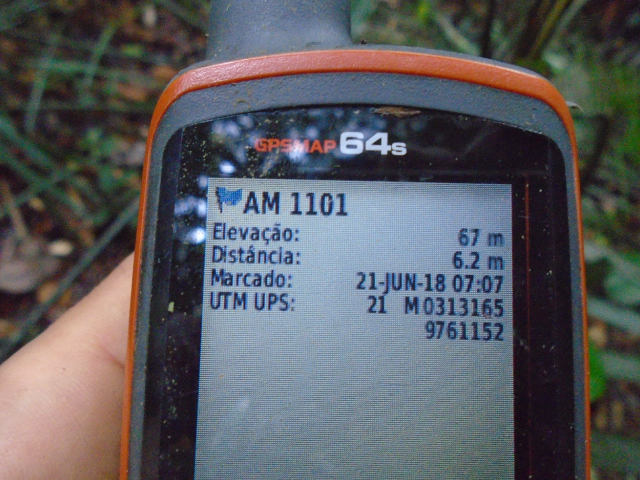 GPSMAP 64s
AM 1101
Elevação: 67 m
Distância: 6.2 m
Marcado: 21-JUN-18 07:07
UTM UPS: 21 M 0313165
9761152